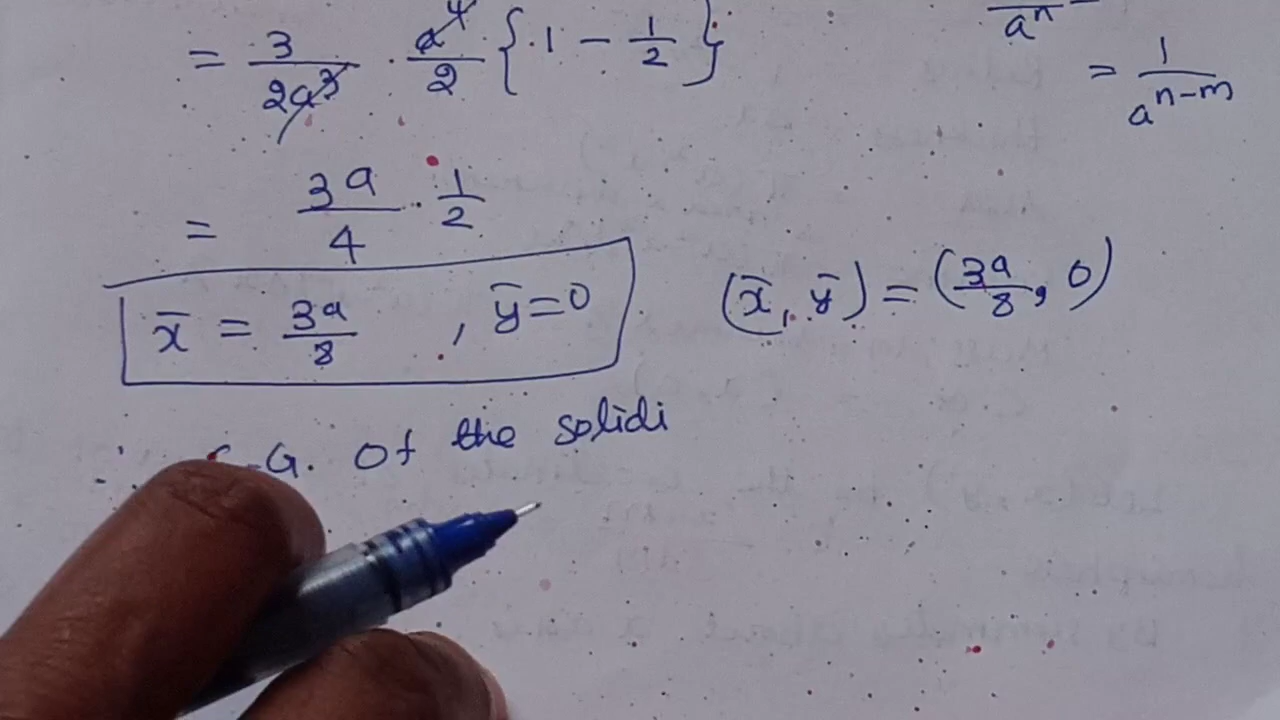 = 3/2a³ · a⁴/2 {1 − 1/2}
aⁿ
= 1/aⁿ⁻ᵐ
= 3a/4 · 1/2
x̄ = 3a/8 , ȳ = 0
(x̄, ȳ) = (3a/8, 0)
∴ C.G. Of the solidi